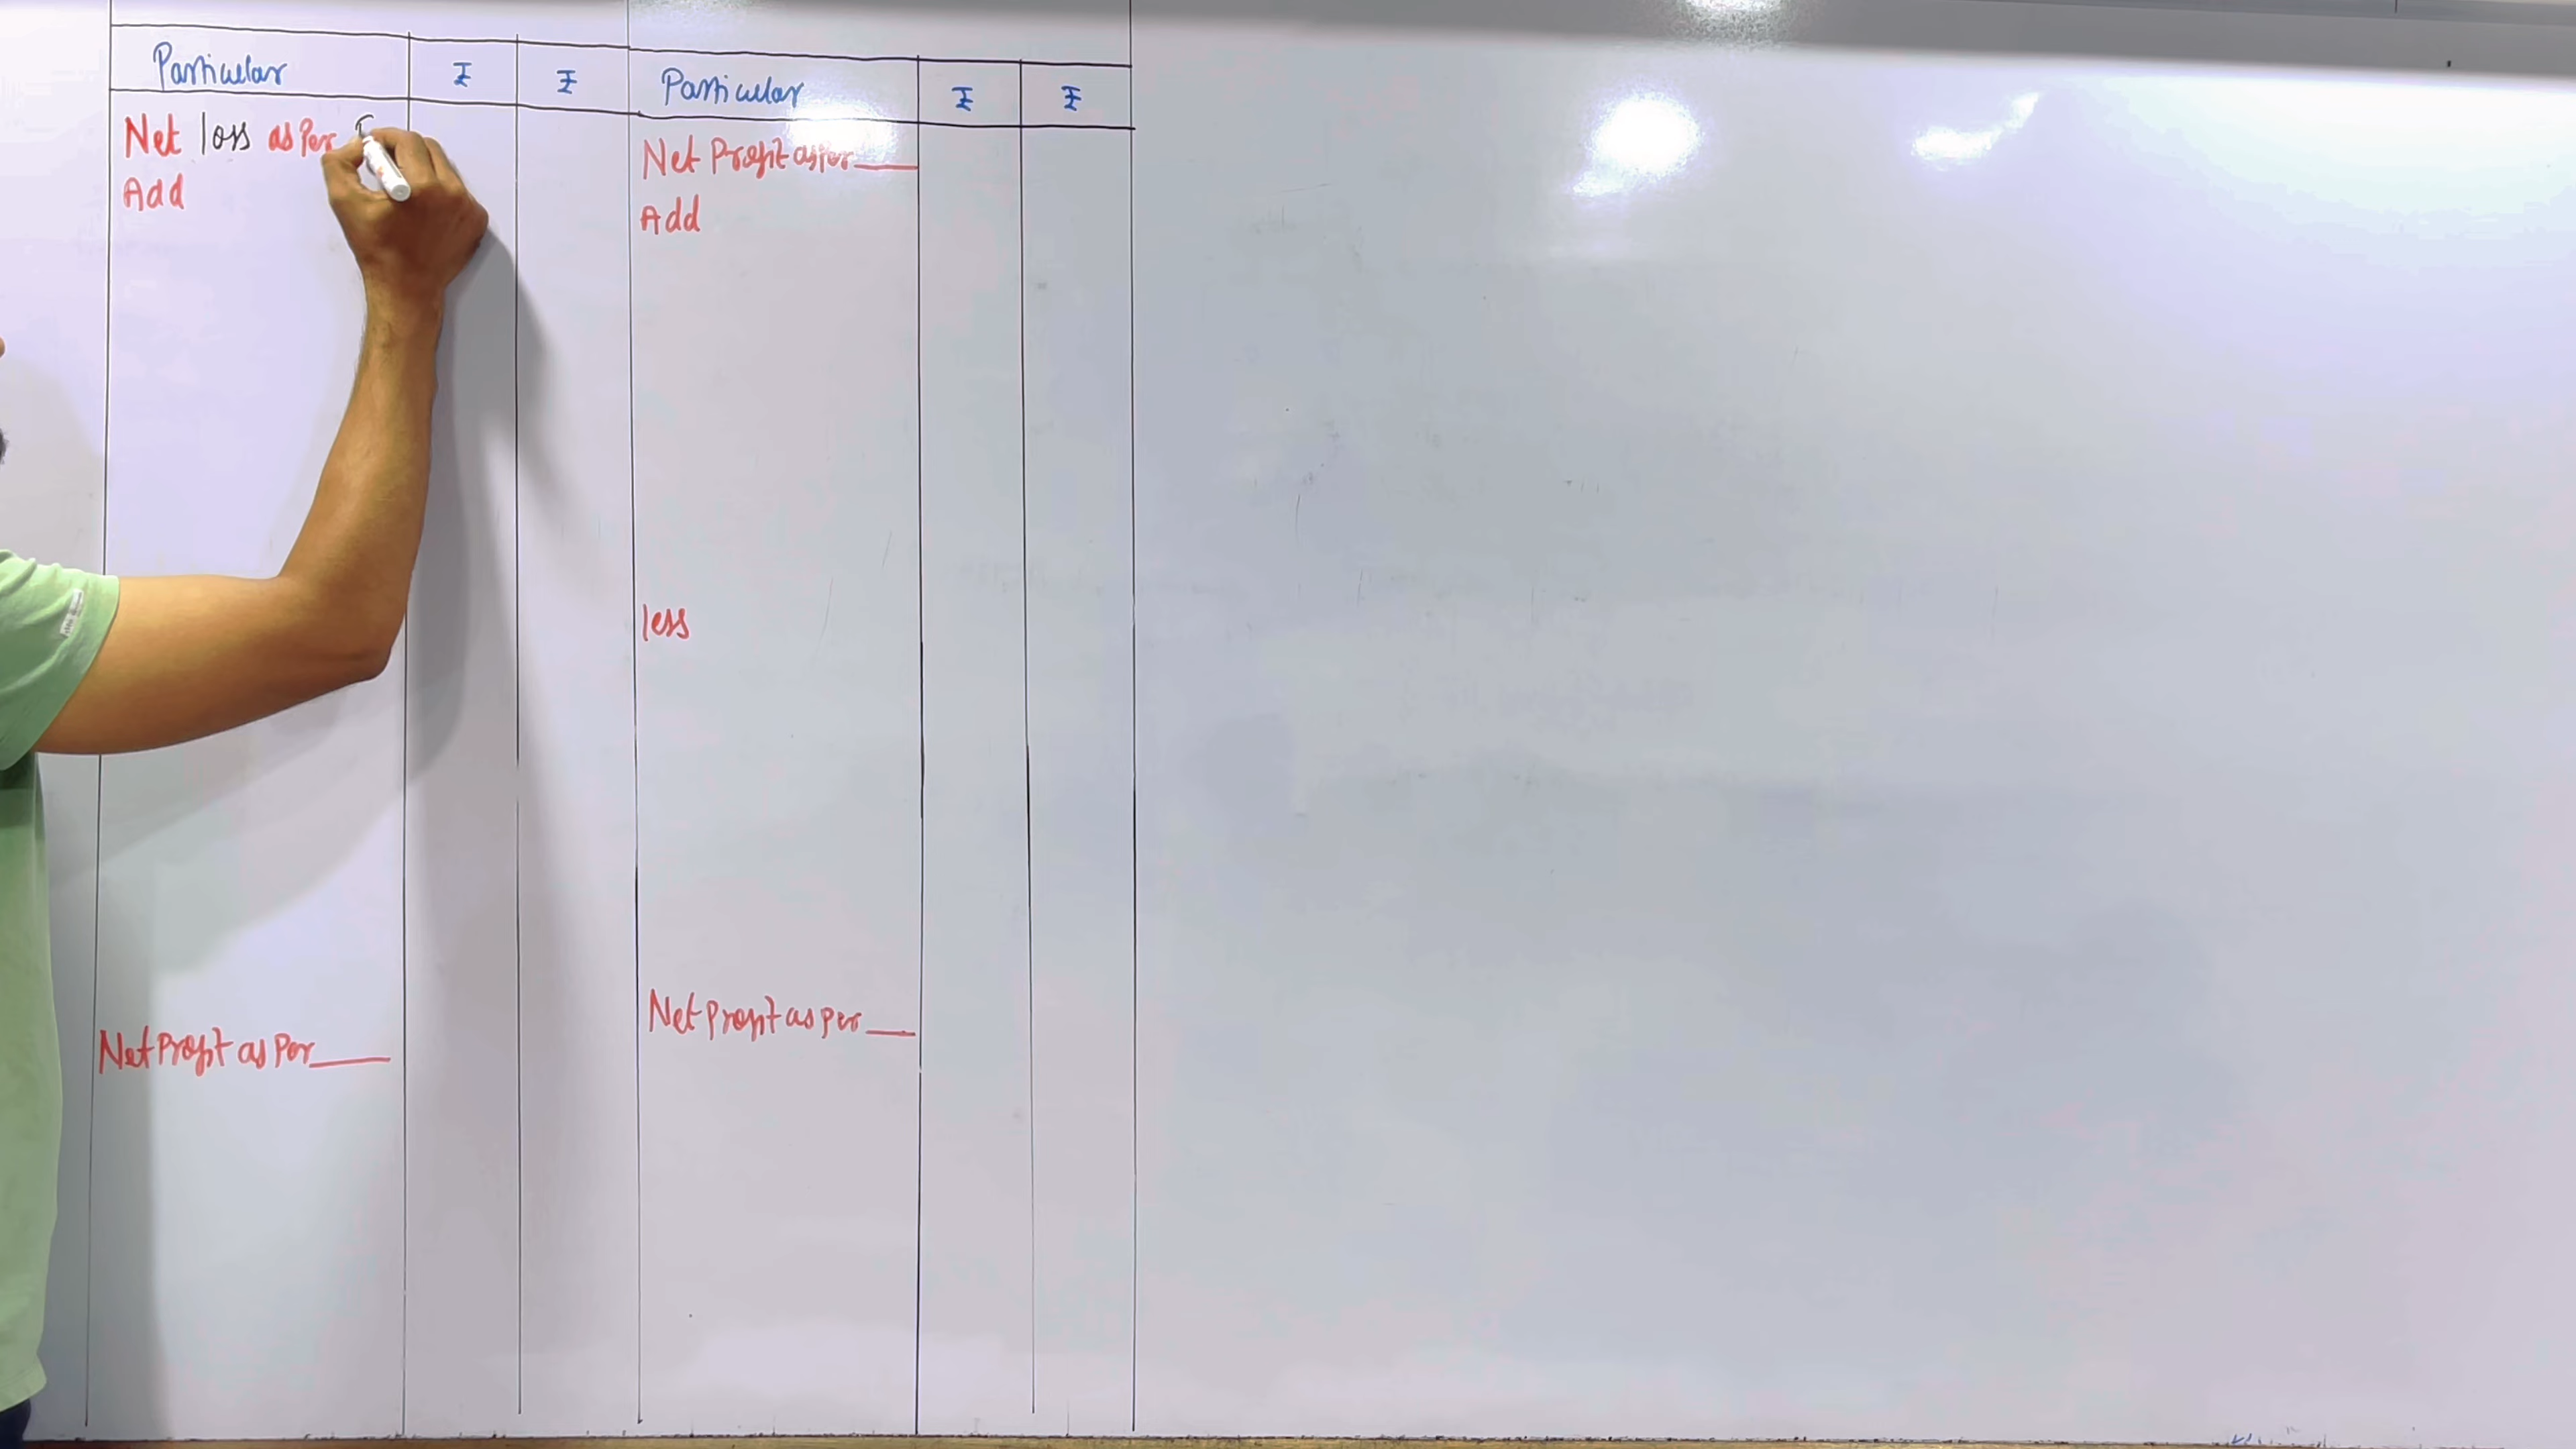 Particular ₹ ₹ Particular ₹ ₹
Net loss as Per
Add
Net Profit as per
Add
less
Net Profit as per
Net Profit as Per